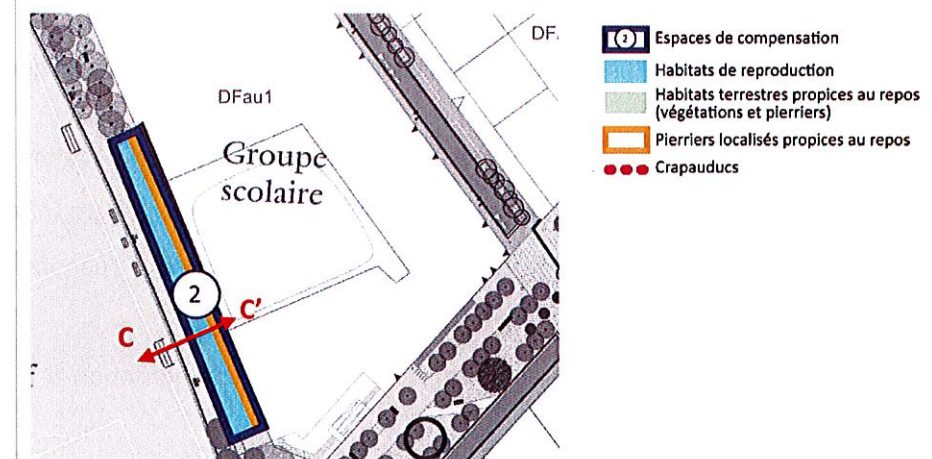 DF.
DFau1
Groupe
scolaire
2
C
C'
2 Espaces de compensation
Habitats de reproduction
Habitats terrestres propices au repos
(végétations et pierriers)
Pierriers localisés propices au repos
Crapauducs